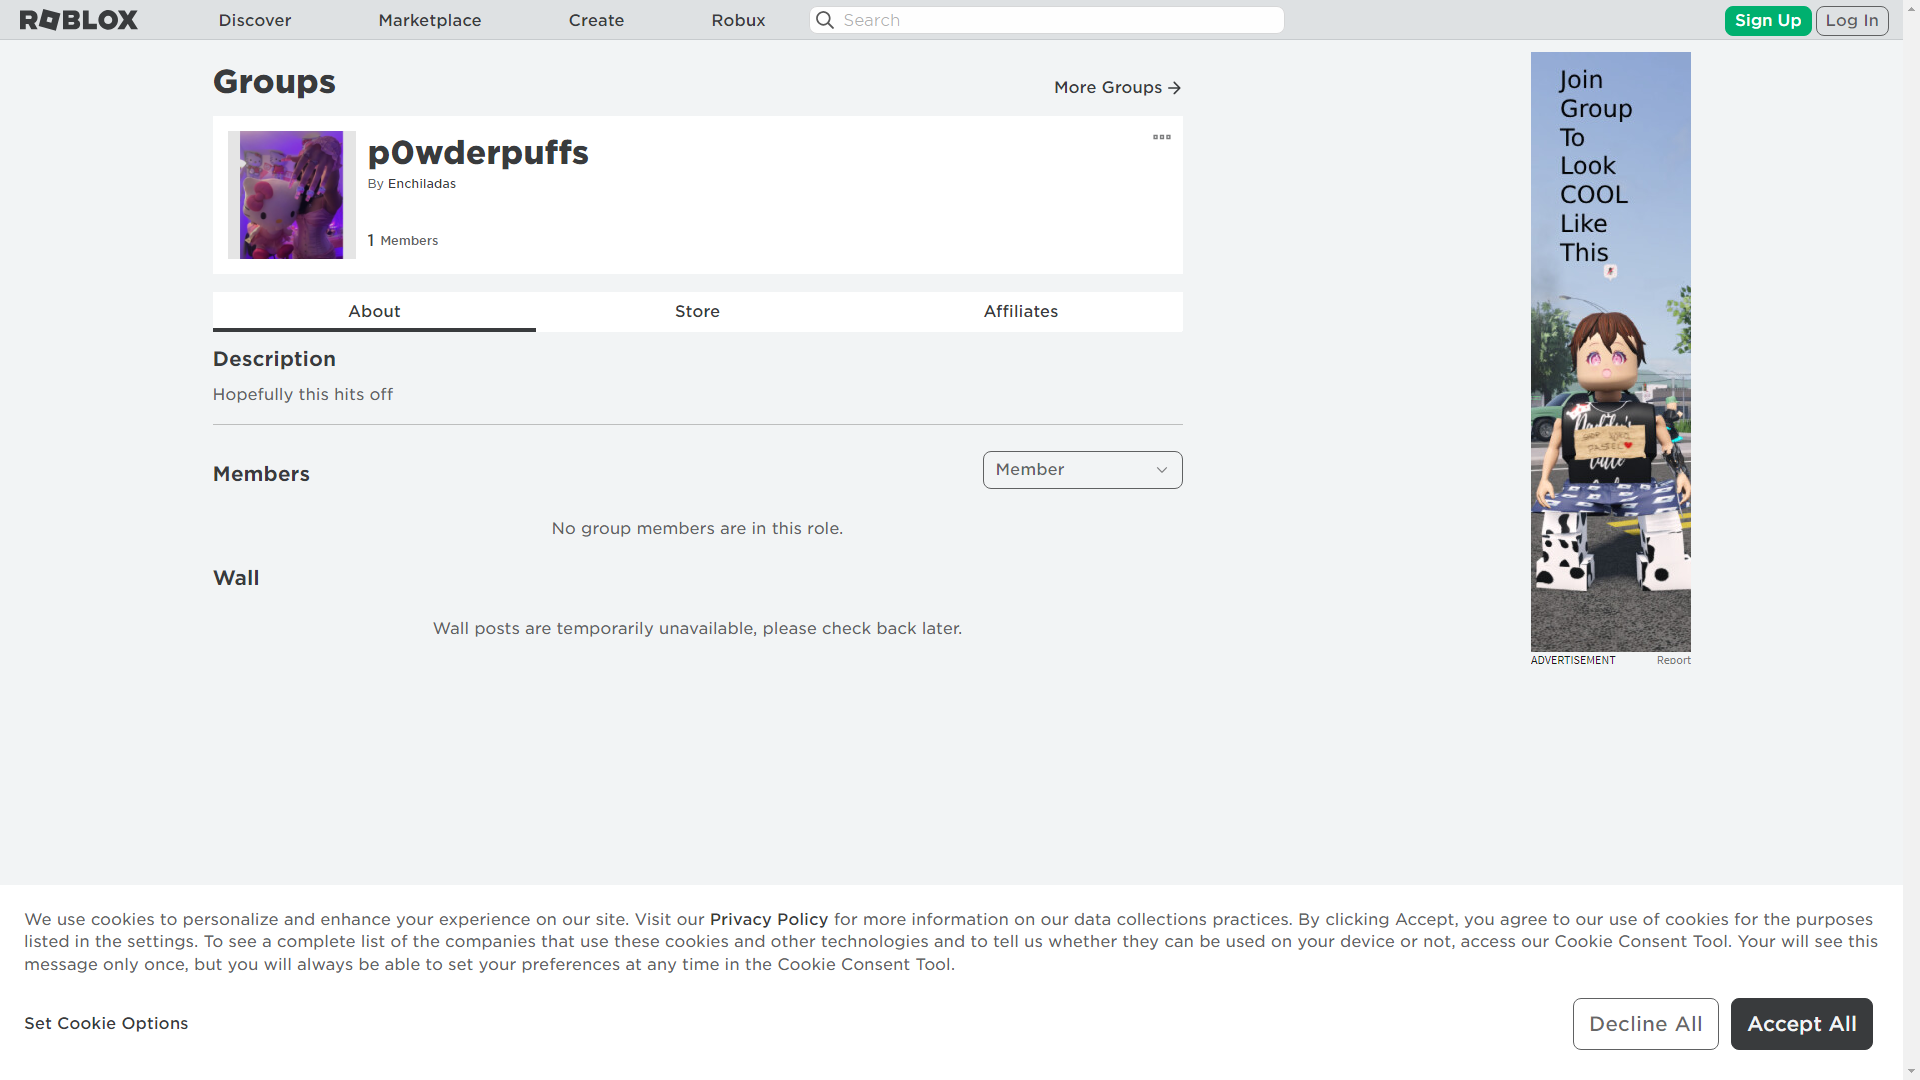 ROBLOX
Discover
Marketplace
Create
Robux
Search
Sign Up
Log In
Groups
More Groups
p0wderpuffs
By Enchiladas
1 Members
About
Store
Affiliates
Description
Hopefully this hits off
Members
Member
No group members are in this role.
Wall
Wall posts are temporarily unavailable, please check back later.
Join
Group
To
Look
COOL
Like
This
Daddy's
ADVERTISEMENT
Report
We use cookies to personalize and enhance your experience on our site. Visit our Privacy Policy for more information on our data collections practices. By clicking Accept, you agree to our use of cookies for the purposes
listed in the settings. To see a complete list of the companies that use these cookies and other technologies and to tell us whether they can be used on your device or not, access our Cookie Consent Tool. Your will see this
message only once, but you will always be able to set your preferences at any time in the Cookie Consent Tool.
Set Cookie Options
Decline All
Accept All